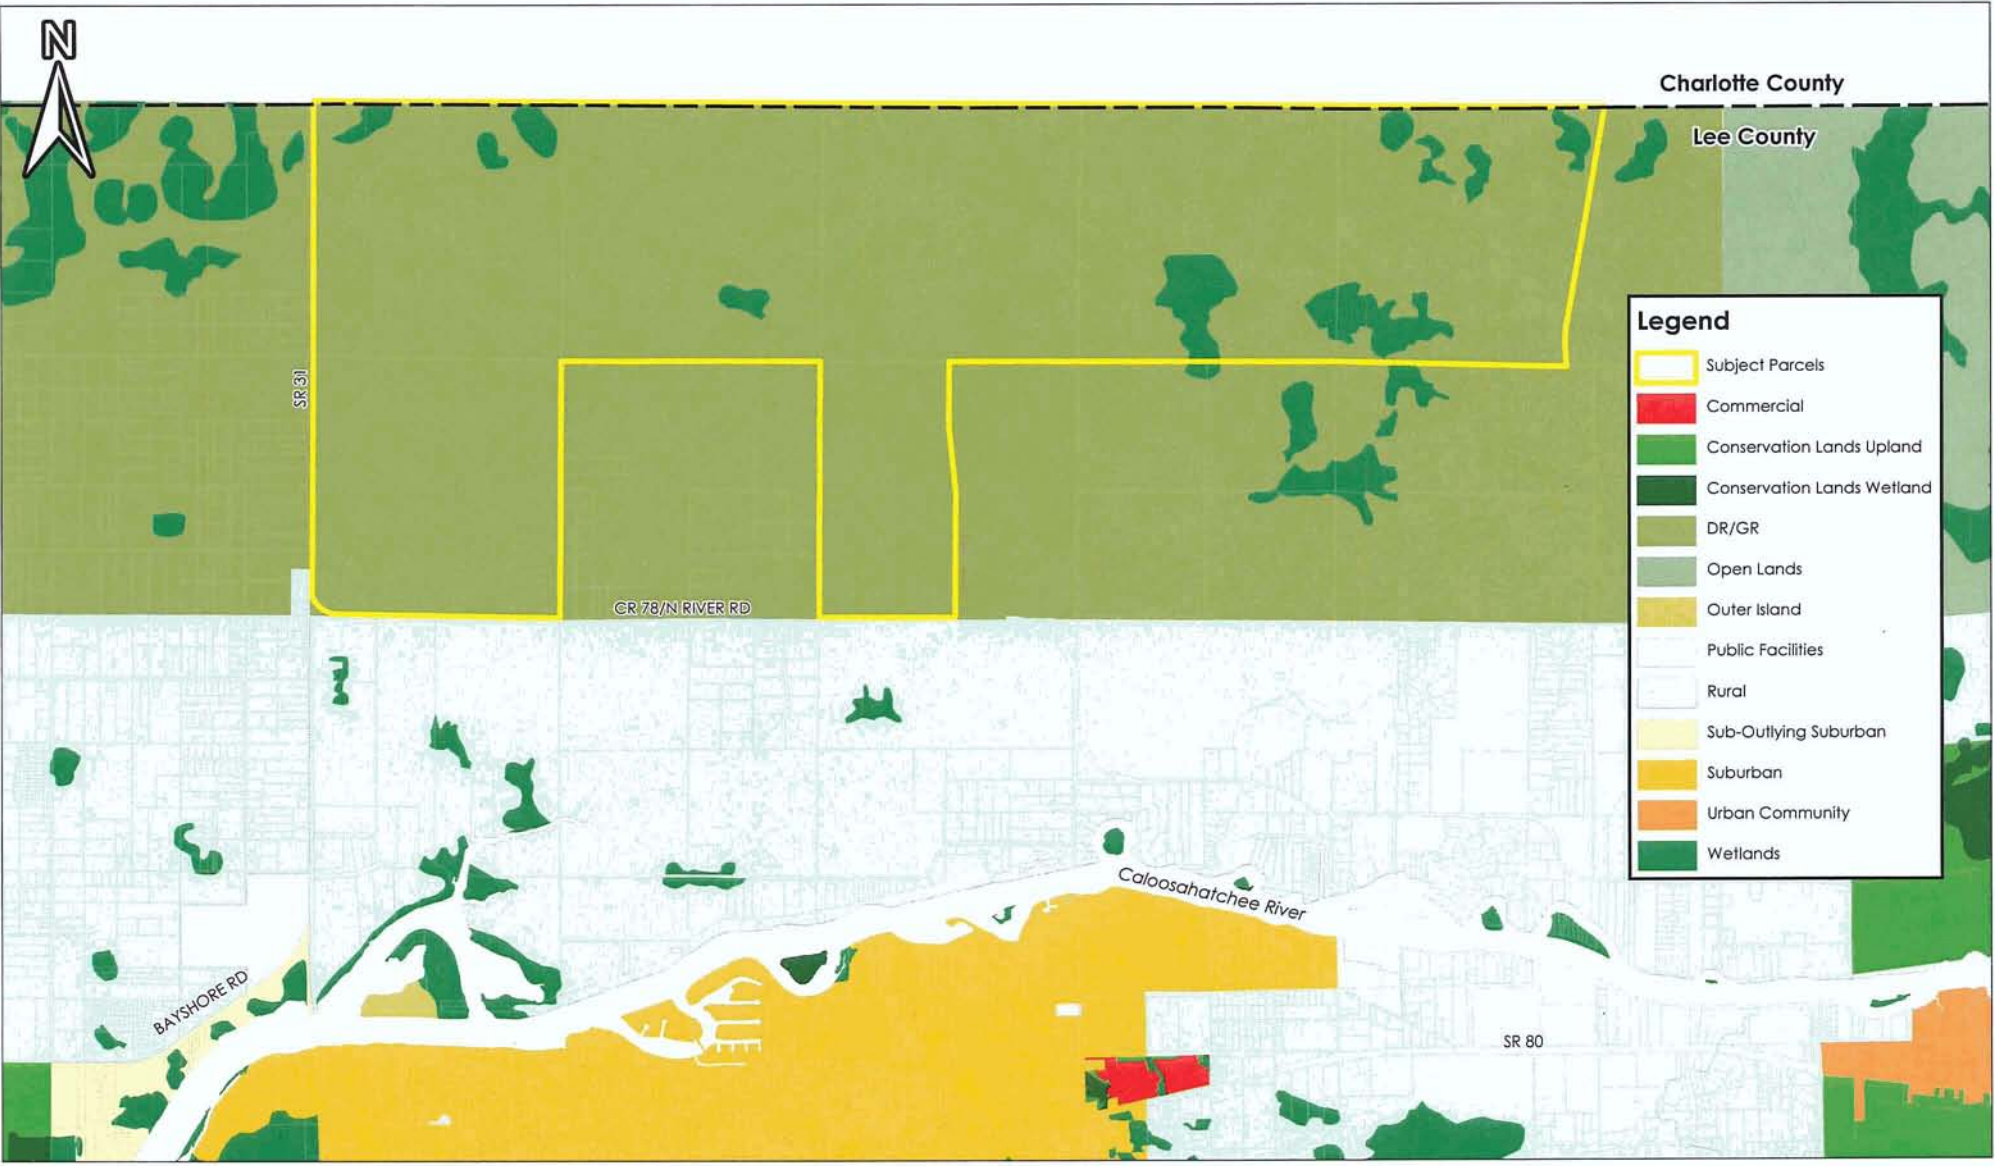 N
Charlotte County
Lee County
SR 31
CR 78/N RIVER RD
Legend
Subject Parcels
Commercial
Conservation Lands Upland
Conservation Lands Wetland
DR/GR
Open Lands
Outer Island
Public Facilities
Rural
Sub-Outlying Suburban
Suburban
Urban Community
Wetlands
Caloosahatchee River
BAYSHORE RD
SR 80